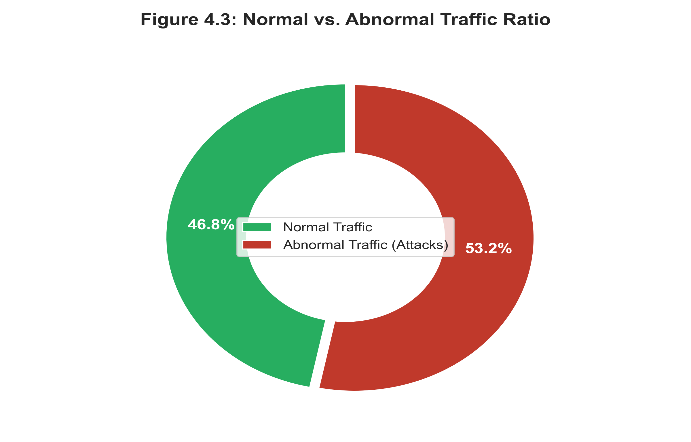 Figure 4.3: Normal vs. Abnormal Traffic Ratio
46.8%
Normal Traffic
Abnormal Traffic (Attacks)
53.2%